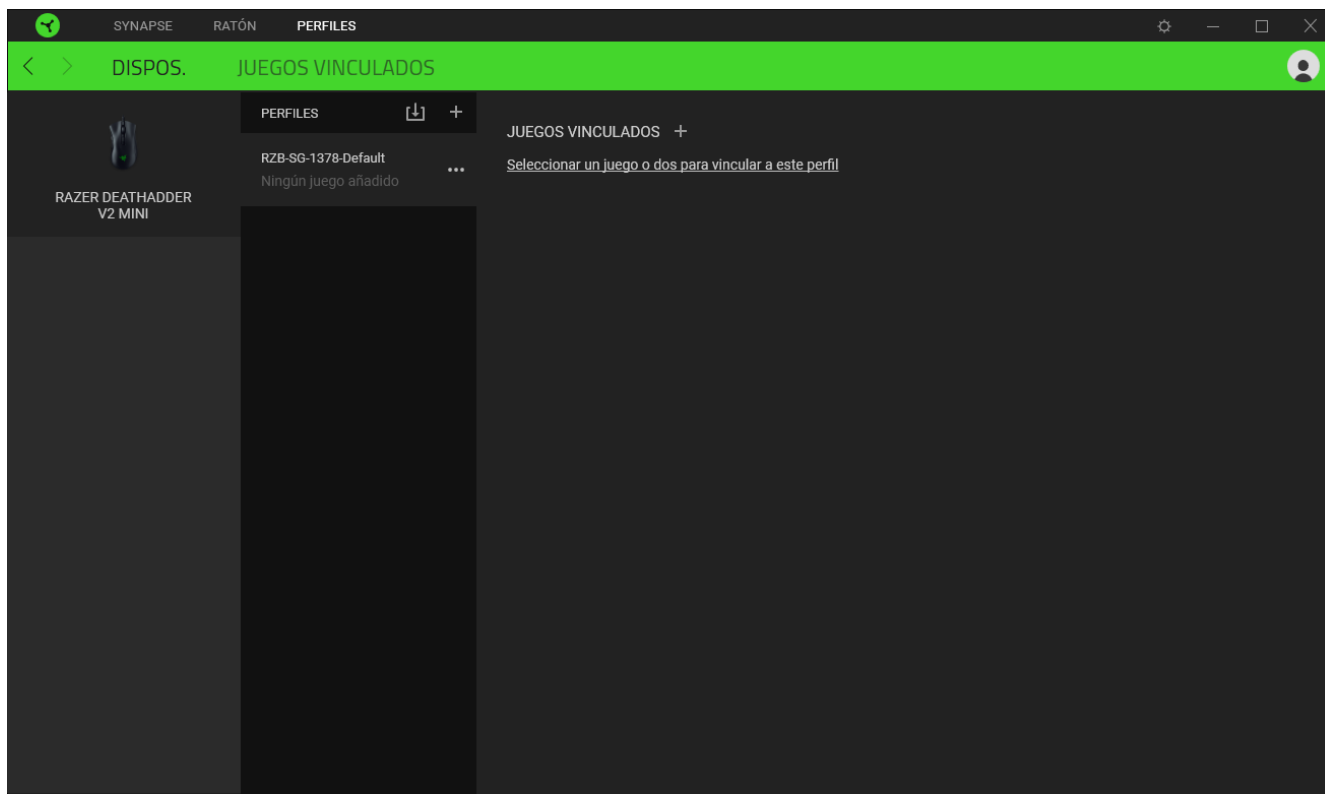 SYNAPSE RATÓN PERFILES
DISPOS. JUEGOS VINCULADOS
RAZER DEATHADDER
V2 MINI
PERFILES
RZB-SG-1378-Default
Ningún juego añadido
JUEGOS VINCULADOS
Seleccionar un juego o dos para vincular a este perfil